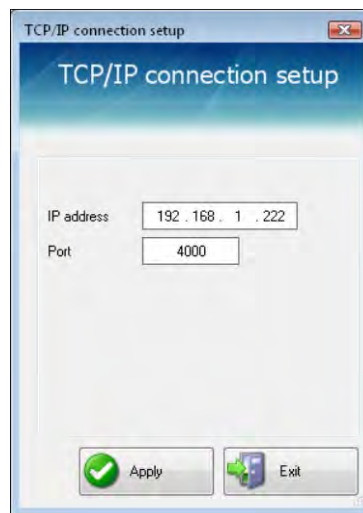 TCP/IP connection setup
TCP/IP connection setup
IP address 192 . 168 . 1 . 222
Port 4000
Apply Exit